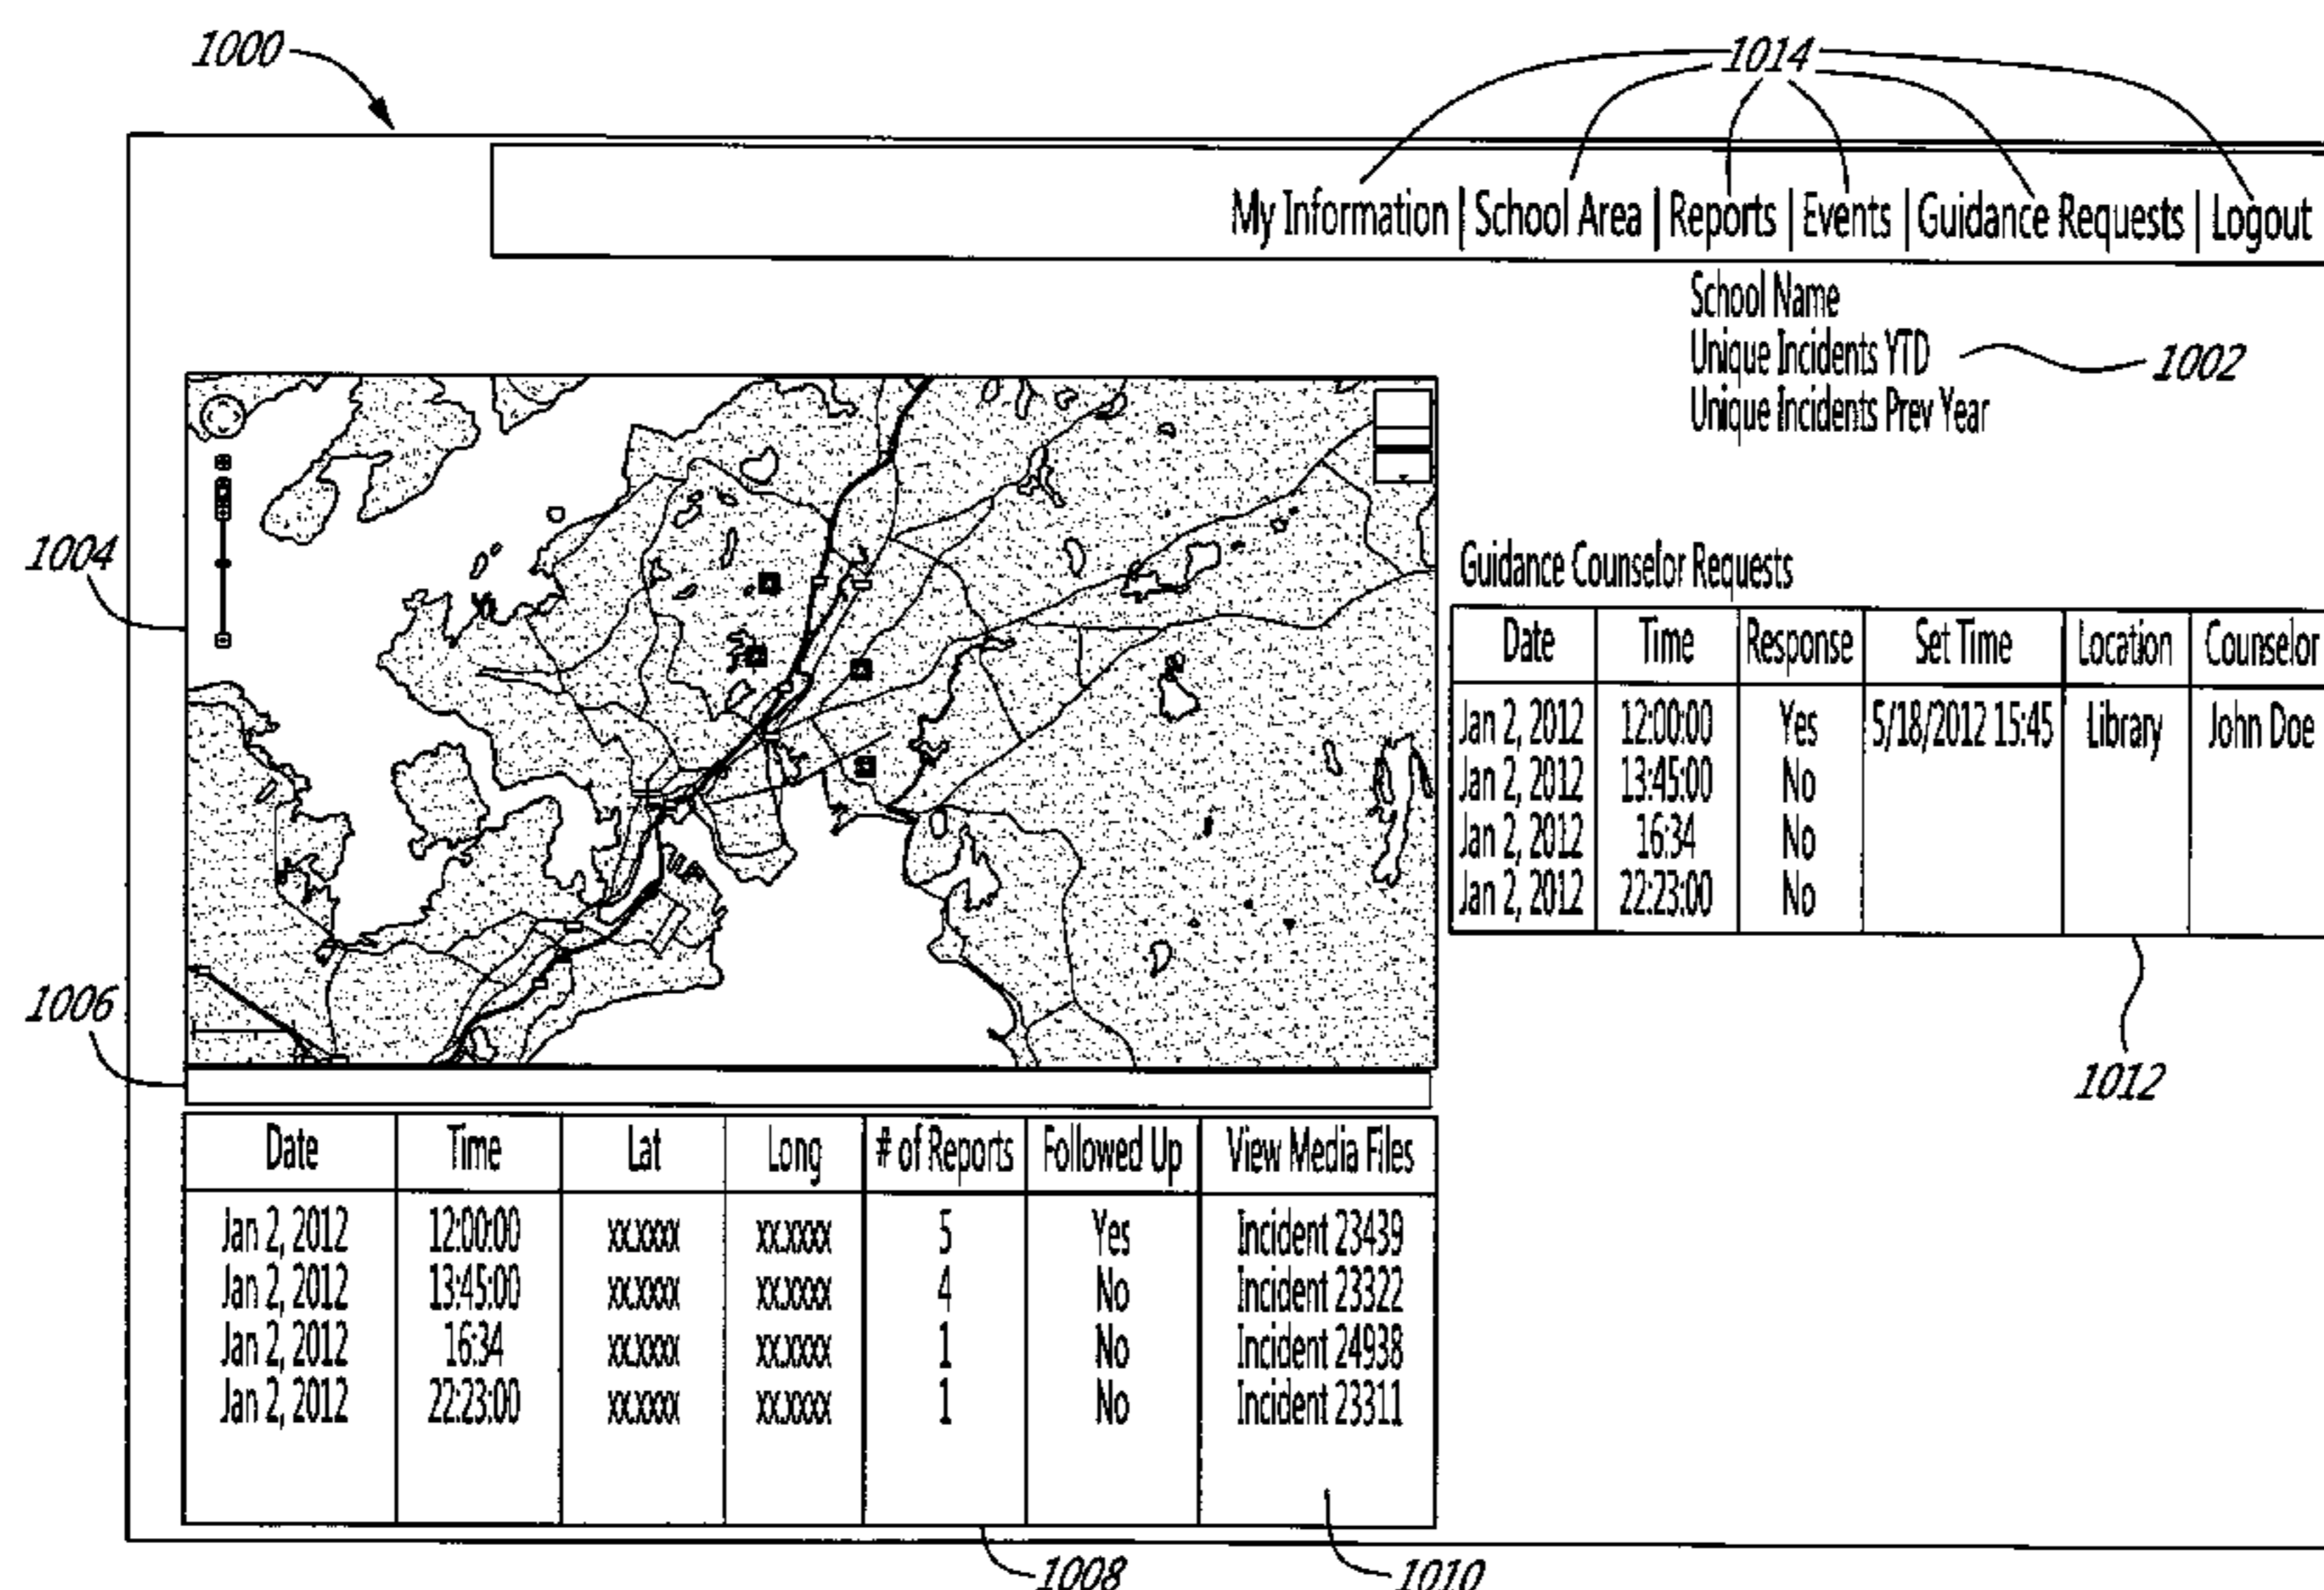 1000
1014
My Information | School Area | Reports | Events | Guidance Requests | Logout
School Name
Unique Incidents YTD
1002
Unique Incidents Prev Year
1004
Guidance Counselor Requests
Date Time Response Set Time Location Counselor
Jan 2, 2012 12:00:00 Yes 5/18/2012 15:45 Library John Doe
Jan 2, 2012 13:45:00 No
Jan 2, 2012 16:34 No
Jan 2, 2012 22:23:00 No
1012
1006
Date Time Lat Long # of Reports Followed Up View Media Files
Jan 2, 2012 12:00:00 xx.xxxx xx.xxxx 5 Yes Incident 23439
Jan 2, 2012 13:45:00 xx.xxxx xx.xxxx 4 No Incident 23322
Jan 2, 2012 16:34 xx.xxxx xx.xxxx 1 No Incident 24938
Jan 2, 2012 22:23:00 xx.xxxx xx.xxxx 1 No Incident 23311
1008
1010